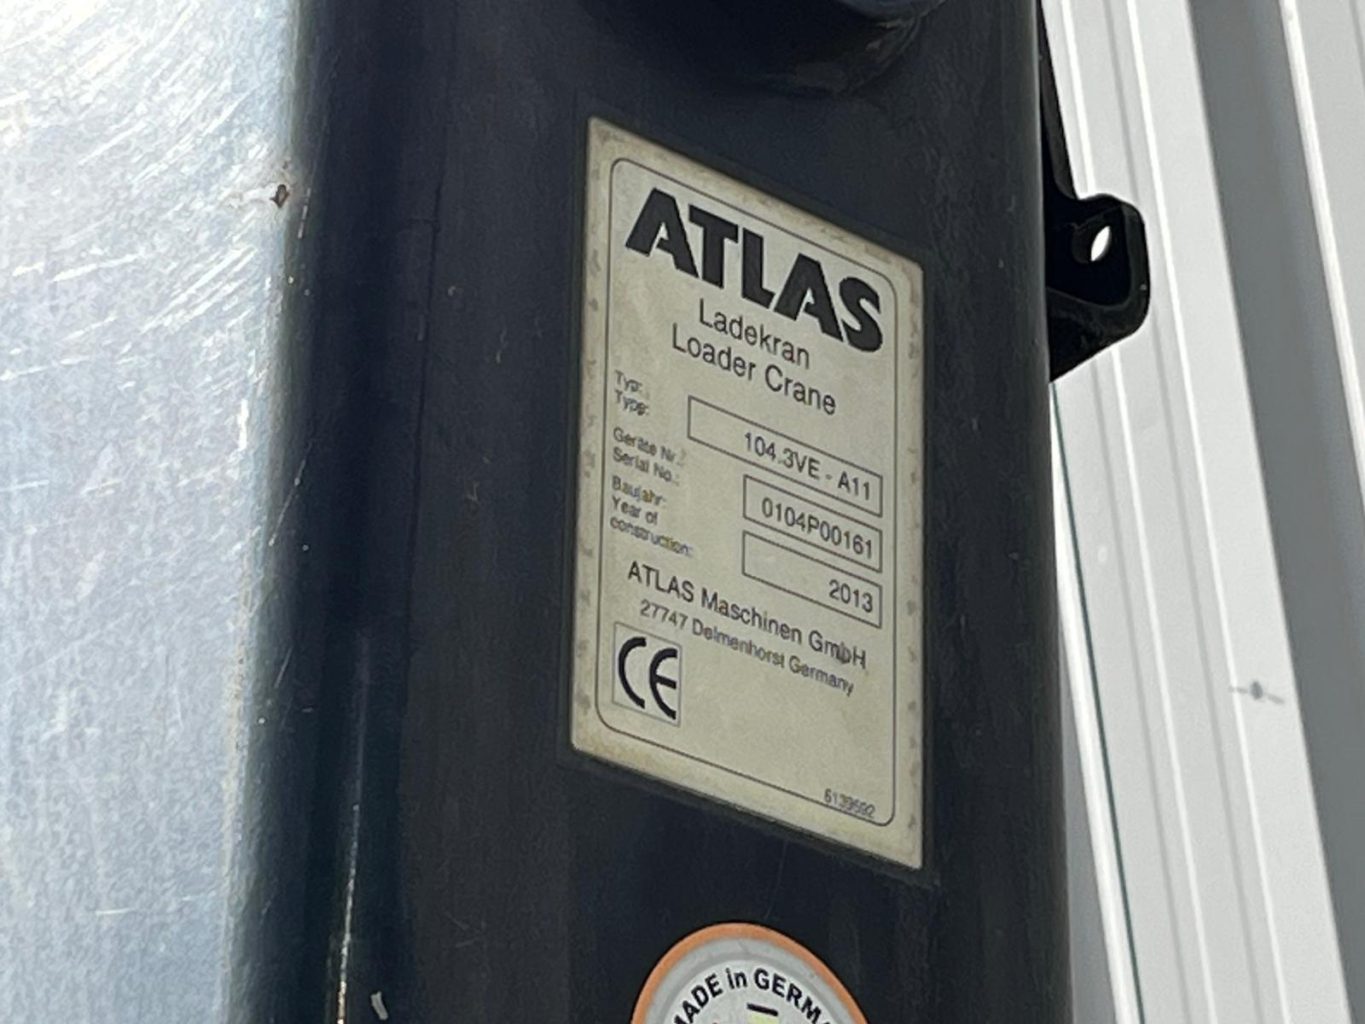 ATLAS
Ladekran
Loader Crane
Typ.:
Type:
104.3VE - A11
Geräte Nr.:
Serial No.:
0104P00161
Baujahr:
Year of
construction:
2013
ATLAS Maschinen GmbH
27747 Delmenhorst Germany
CE
6139592
MADE in GERMA